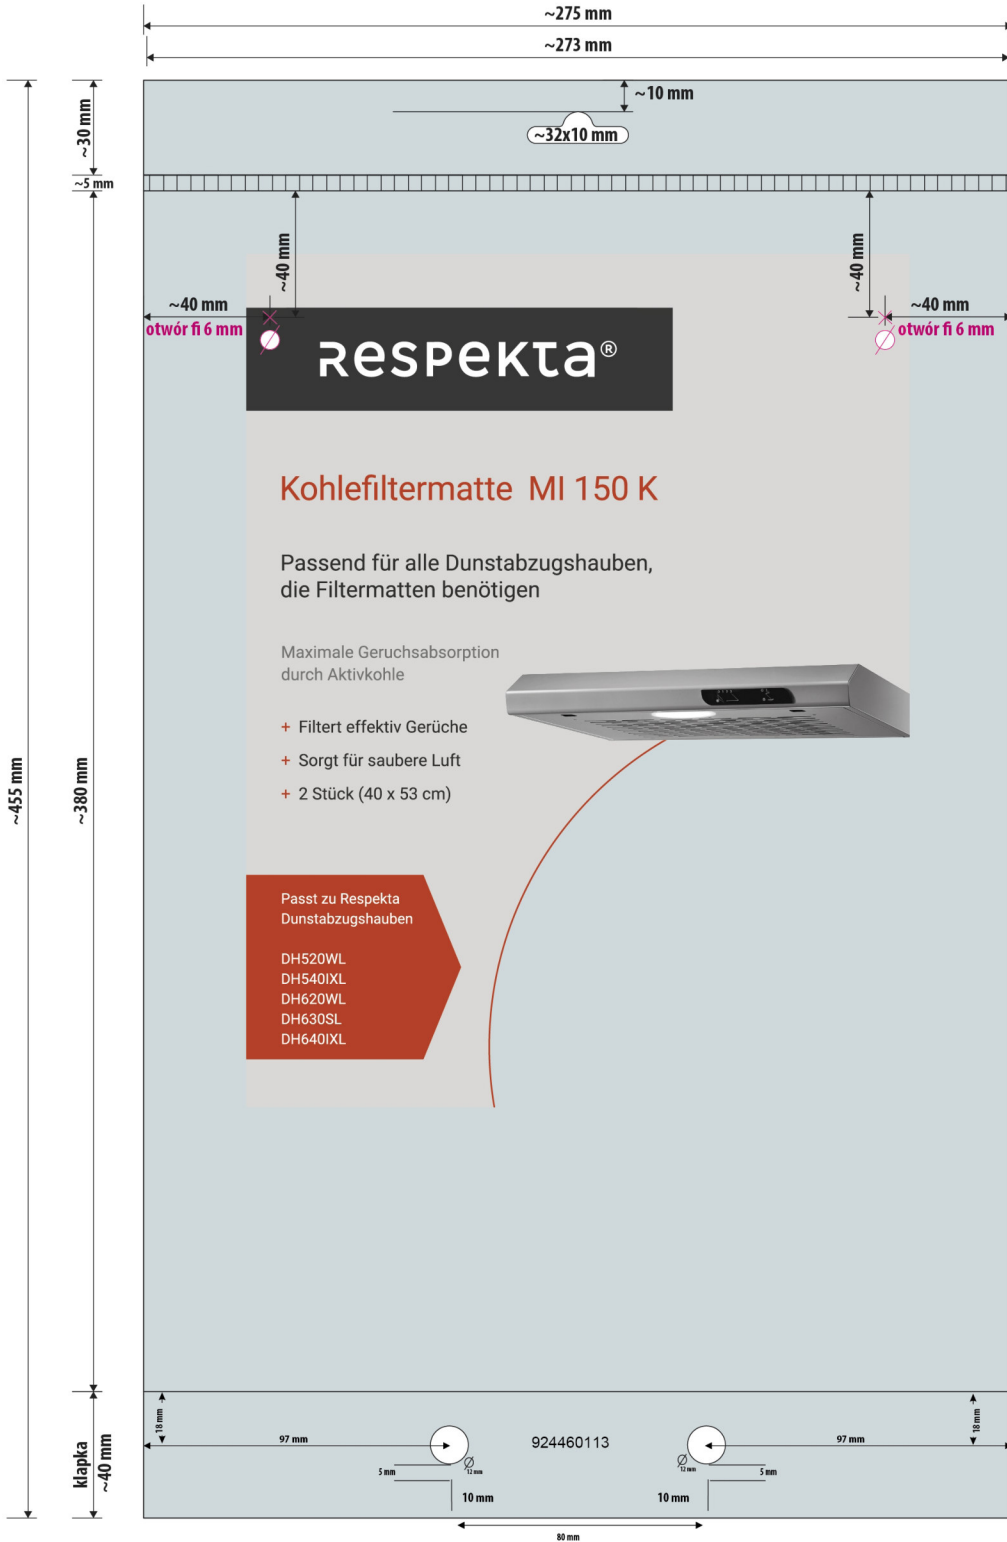 ~275 mm
~273 mm
~10 mm
~32x10 mm
~30 mm
~5 mm
~40 mm
~40 mm
~40 mm
otwór fi 6 mm
~40 mm
otwór fi 6 mm
Respekta®
Kohlefiltermatte MI 150 K
Passend für alle Dunstabzugshauben,
die Filtermatten benötigen
Maximale Geruchsabsorption
durch Aktivkohle
+ Filtert effektiv Gerüche
+ Sorgt für saubere Luft
+ 2 Stück (40 x 53 cm)
~455 mm
~380 mm
Passt zu Respekta
Dunstabzugshauben
DH520WL
DH540IXL
DH620WL
DH630SL
DH640IXL
18 mm
18 mm
97 mm
924460113
97 mm
klapka
~40 mm
5 mm
Ø 12 mm
Ø 12 mm
5 mm
10 mm
10 mm
80 mm